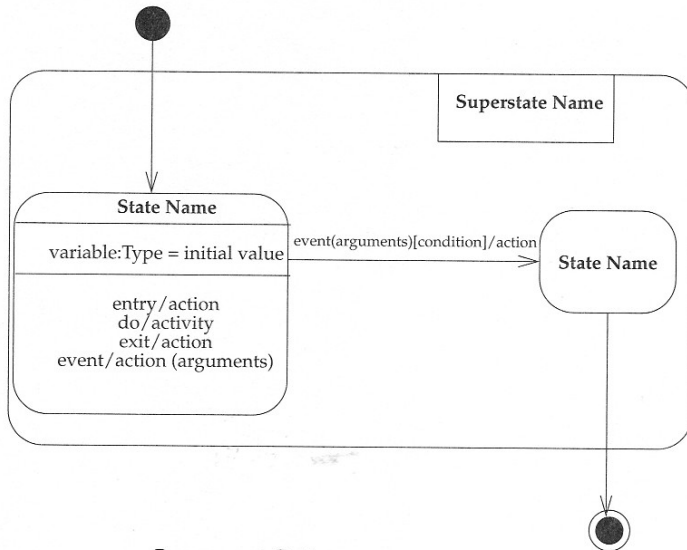 Superstate Name
State Name
variable:Type = initial value
entry/action
do/activity
exit/action
event/action (arguments)
event(arguments)[condition]/action
State Name